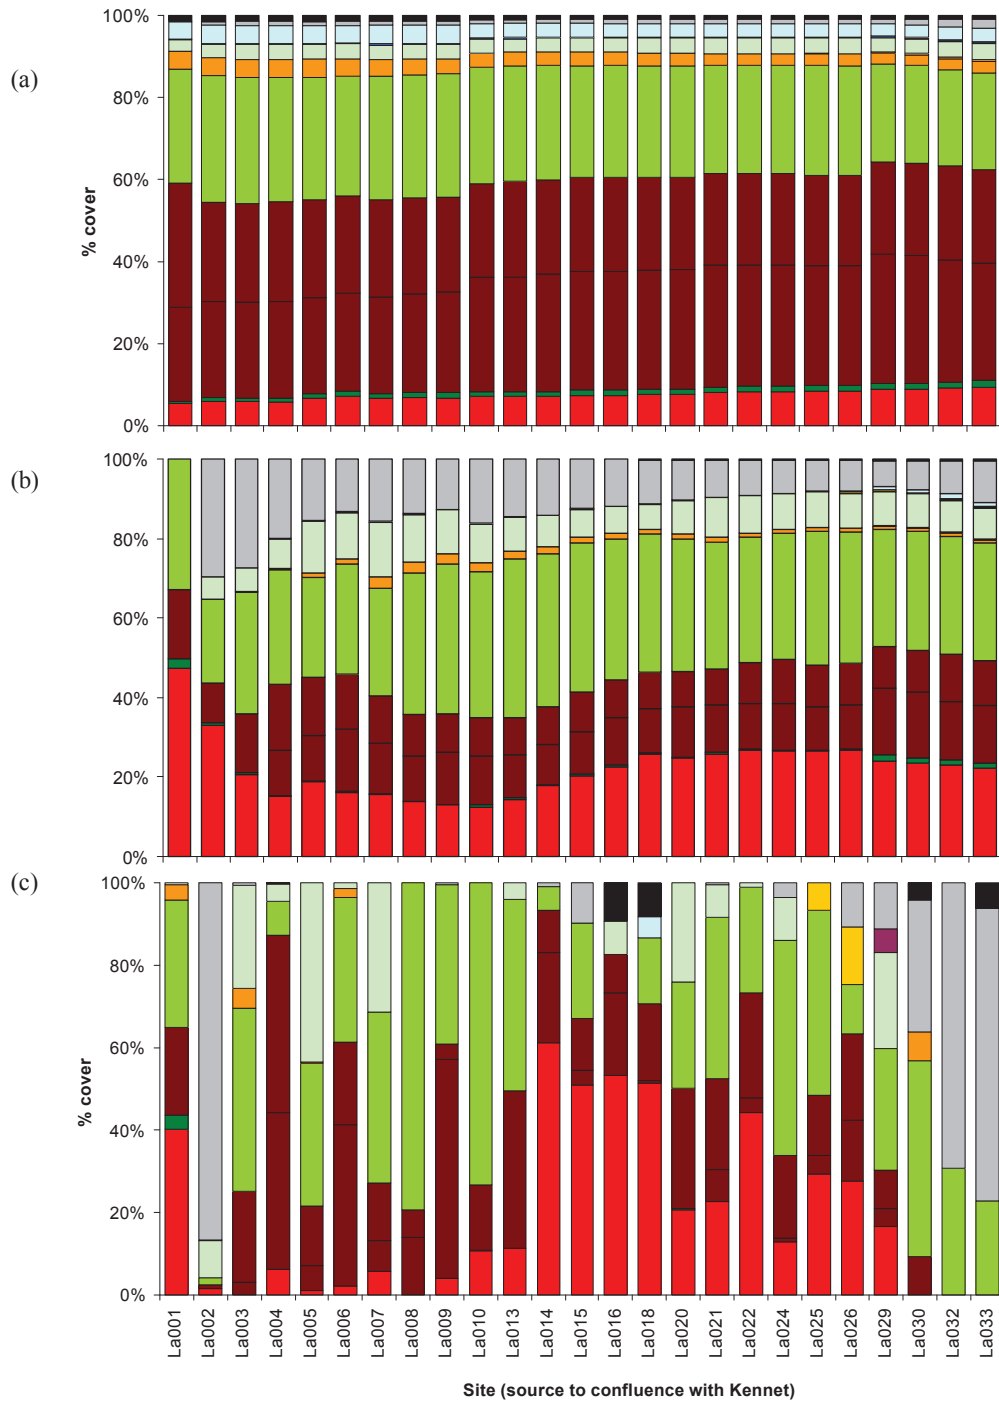 (a)
100%
80%
60%
40%
20%
0%
% cover
(b)
100%
80%
60%
40%
20%
0%
(c)
100%
80%
60%
40%
20%
0%
% cover
La001
La002
La003
La004
La005
La006
La007
La008
La009
La010
La013
La014
La015
La016
La018
La020
La021
La022
La024
La025
La026
La029
La030
La032
La033
Site (source to confluence with Kennet)